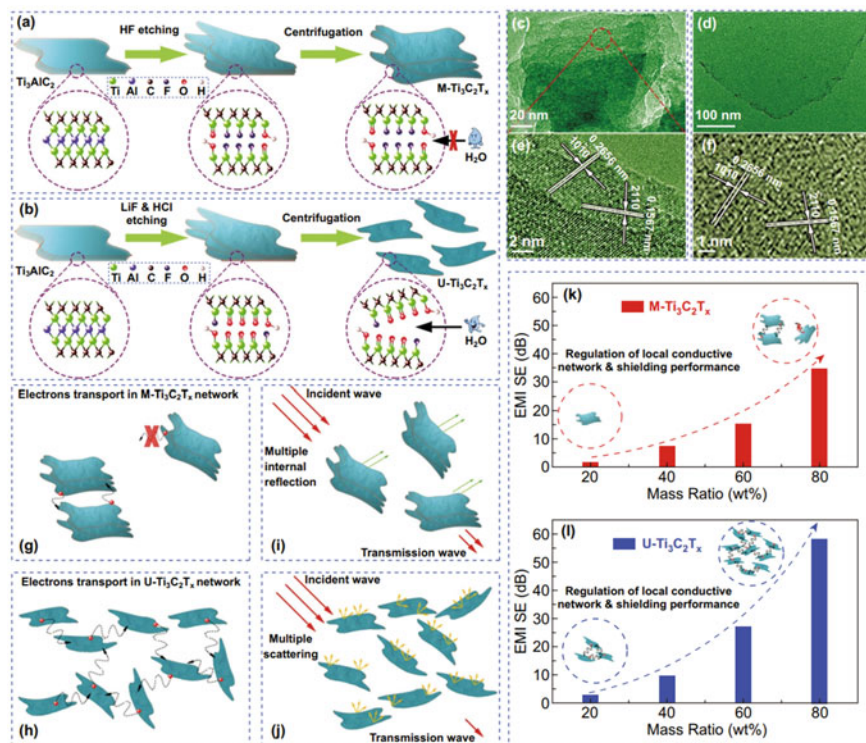 (a)
HF etching
Centrifugation
Ti₃AlC₂
Ti Al C F O H
M-Ti₃C₂Tₓ
H₂O
(b)
LiF & HCl
etching
Centrifugation
Ti₃AlC₂
Ti Al C F O H
U-Ti₃C₂Tₓ
H₂O
(c)
20 nm
(d)
100 nm
(e)
0.2656 nm
1010
2110
0.1587 nm
2 nm
(f)
0.2656 nm
1010
2110
1 nm
Electrons transport in M-Ti₃C₂Tₓ network
(g)
Incident wave
Multiple
internal
reflection
(i)
Transmission wave
Electrons transport in U-Ti₃C₂Tₓ network
(h)
Incident wave
Multiple
scattering
(j)
Transmission wave
(k)
M-Ti₃C₂Tₓ
Regulation of local conductive
network & shielding performance
EMI SE (dB)
60
50
40
30
20
10
0
20 40 60 80
Mass Ratio (wt%)
(l)
U-Ti₃C₂Tₓ
Regulation of local conductive
network & shielding performance
EMI SE (dB)
60
50
40
30
20
10
0
20 40 60 80
Mass Ratio (wt%)